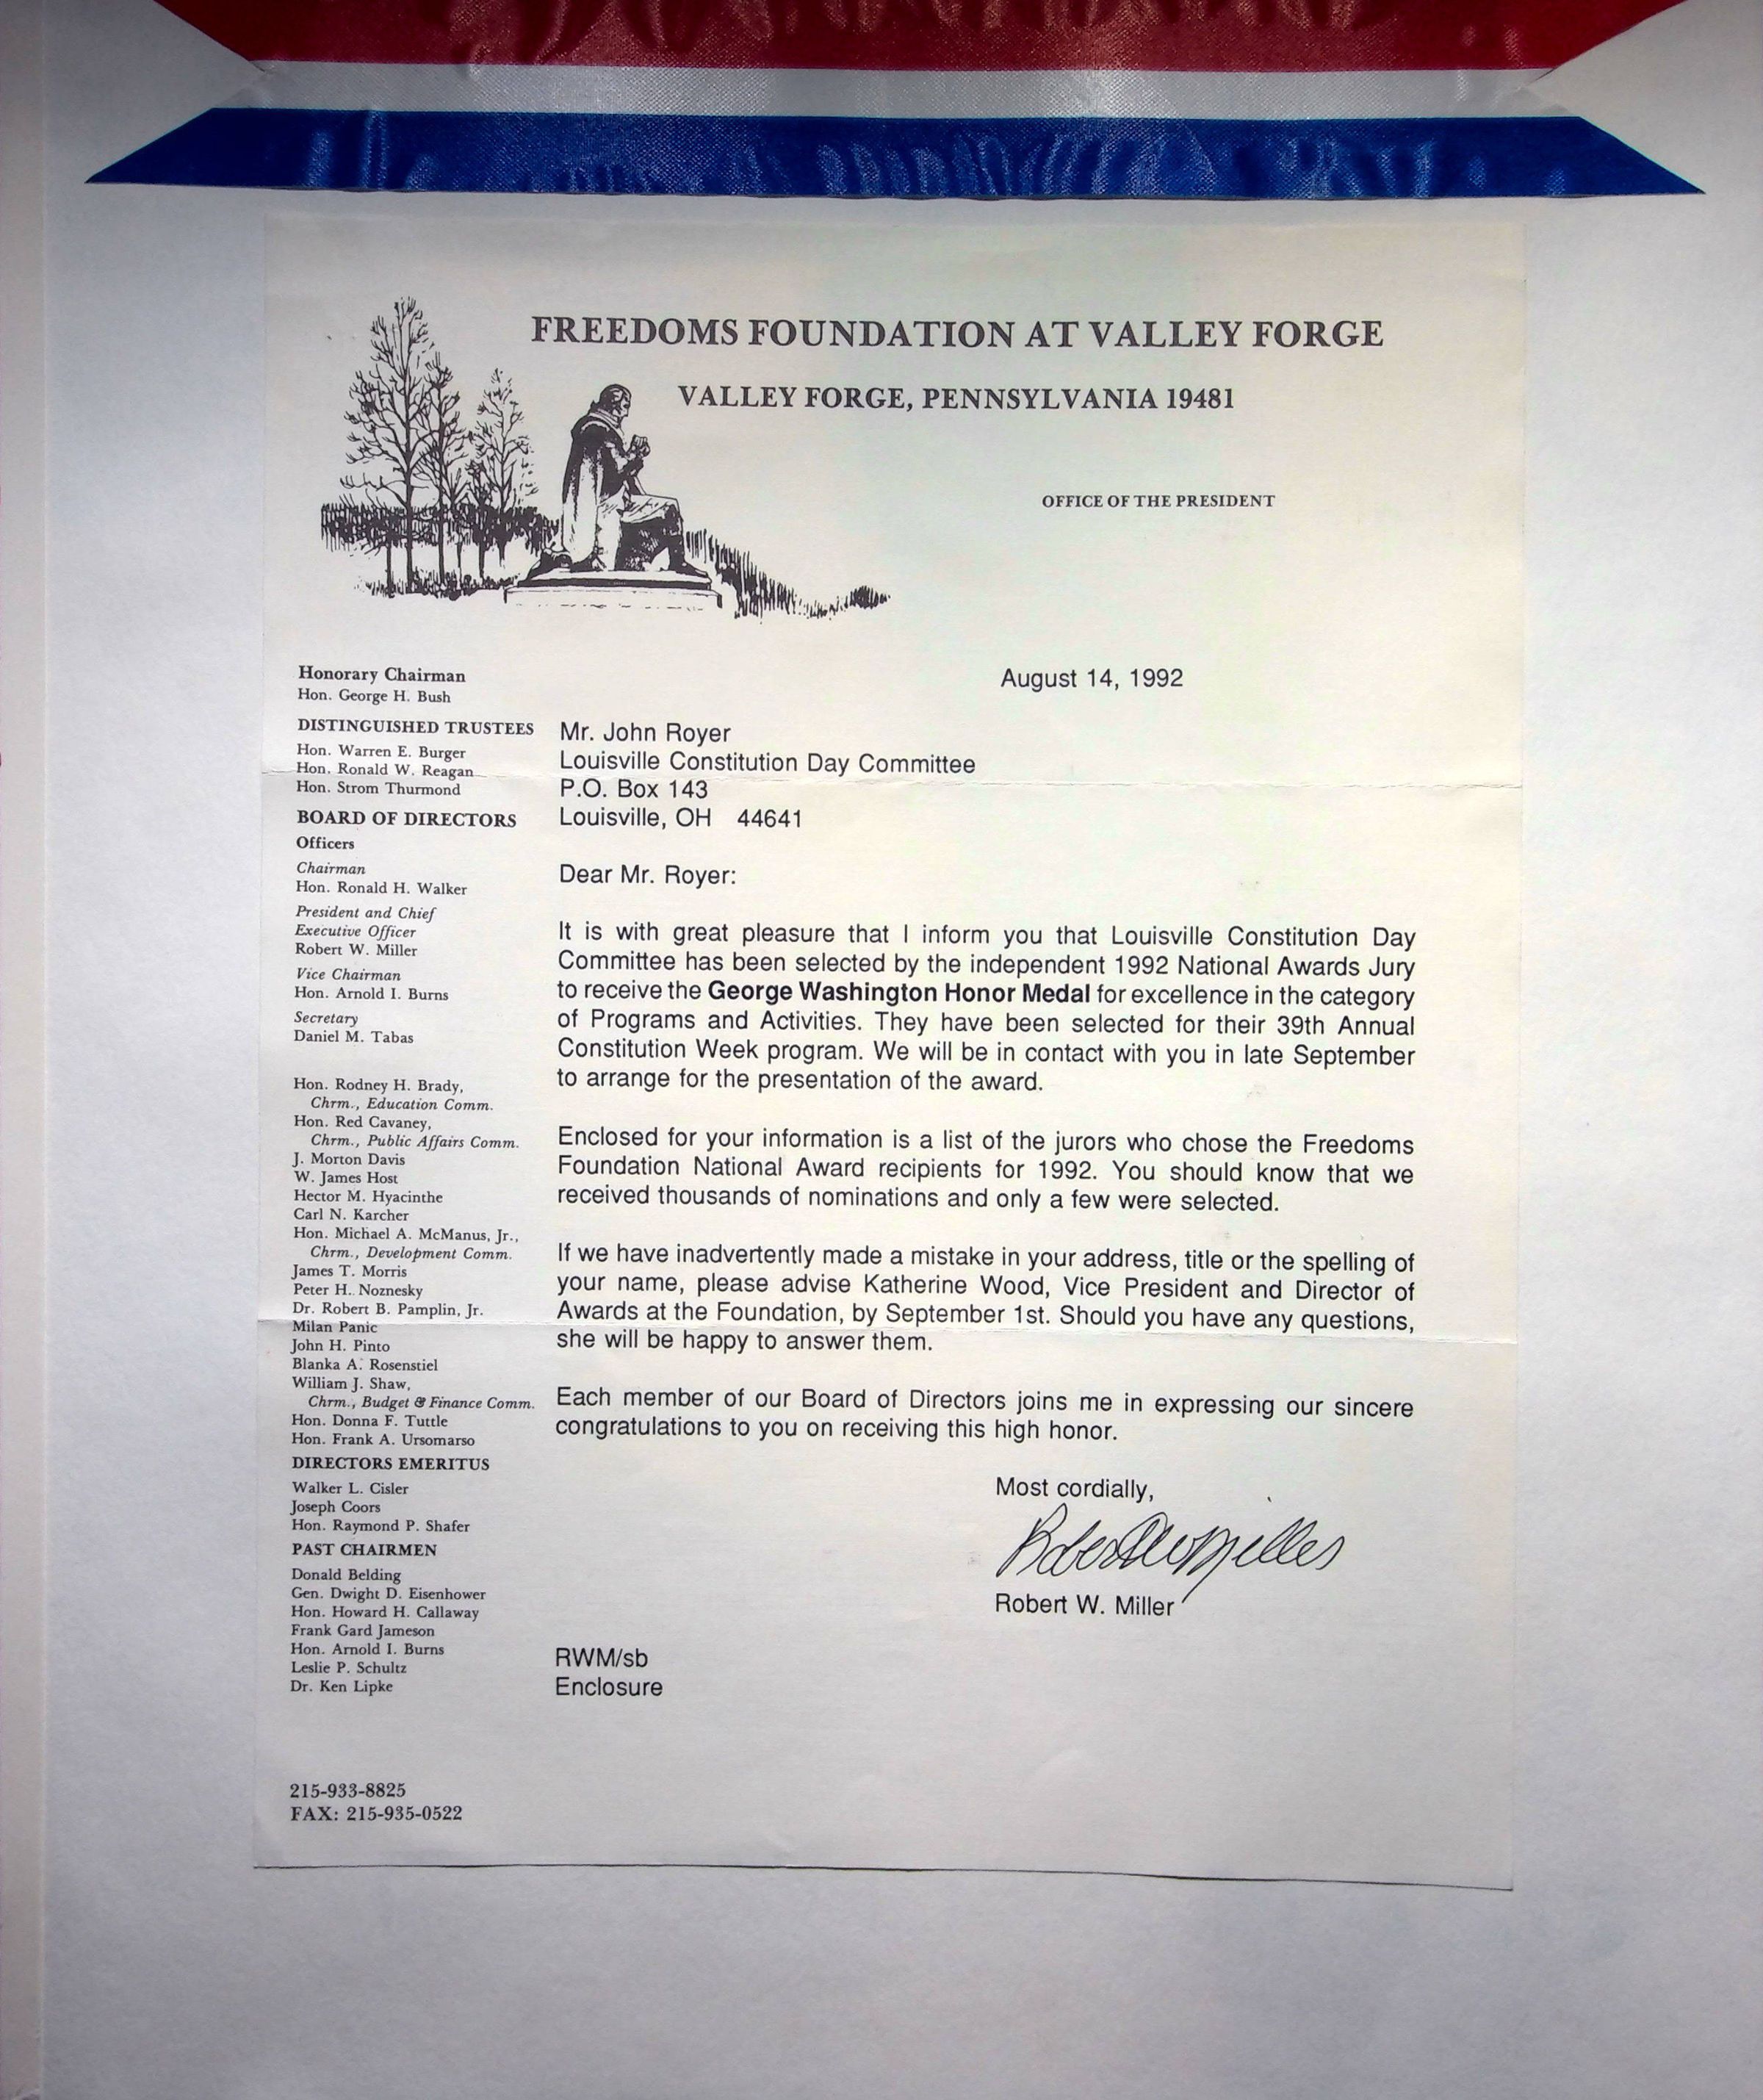 FREEDOMS FOUNDATION AT VALLEY FORGE
VALLEY FORGE, PENNSYLVANIA 19481
OFFICE OF THE PRESIDENT
Honorary Chairman
Hon. George H. Bush
DISTINGUISHED TRUSTEES
Hon. Warren E. Burger
Hon. Ronald W. Reagan
Hon. Strom Thurmond
BOARD OF DIRECTORS
Officers
Chairman
Hon. Ronald H. Walker
President and Chief
Executive Officer
Robert W. Miller
Vice Chairman
Hon. Arnold I. Burns
Secretary
Daniel M. Tabas
Hon. Rodney H. Brady,
Chrm., Education Comm.
Hon. Red Cavaney,
Chrm., Public Affairs Comm.
J. Morton Davis
W. James Host
Hector M. Hyacinthe
Carl N. Karcher
Hon. Michael A. McManus, Jr.,
Chrm., Development Comm.
James T. Morris
Peter H. Noznesky
Dr. Robert B. Pamplin, Jr.
Milan Panic
John H. Pinto
Blanka A. Rosenstiel
William J. Shaw,
Chrm., Budget & Finance Comm.
Hon. Donna F. Tuttle
Hon. Frank A. Ursomarso
DIRECTORS EMERITUS
Walker L. Cisler
Joseph Coors
Hon. Raymond P. Shafer
PAST CHAIRMEN
Donald Belding
Gen. Dwight D. Eisenhower
Hon. Howard H. Callaway
Frank Gard Jameson
Hon. Arnold I. Burns
Leslie P. Schultz
Dr. Ken Lipke
215-933-8825
FAX: 215-935-0522
August 14, 1992
Mr. John Royer
Louisville Constitution Day Committee
P.O. Box 143
Louisville, OH 44641
Dear Mr. Royer:
It is with great pleasure that I inform you that Louisville Constitution Day
Committee has been selected by the independent 1992 National Awards Jury
to receive the George Washington Honor Medal for excellence in the category
of Programs and Activities. They have been selected for their 39th Annual
Constitution Week program. We will be in contact with you in late September
to arrange for the presentation of the award.
Enclosed for your information is a list of the jurors who chose the Freedoms
Foundation National Award recipients for 1992. You should know that we
received thousands of nominations and only a few were selected.
If we have inadvertently made a mistake in your address, title or the spelling of
your name, please advise Katherine Wood, Vice President and Director of
Awards at the Foundation, by September 1st. Should you have any questions,
she will be happy to answer them.
Each member of our Board of Directors joins me in expressing our sincere
congratulations to you on receiving this high honor.
Most cordially,
Robert W Miller
Robert W. Miller
RWM/sb
Enclosure